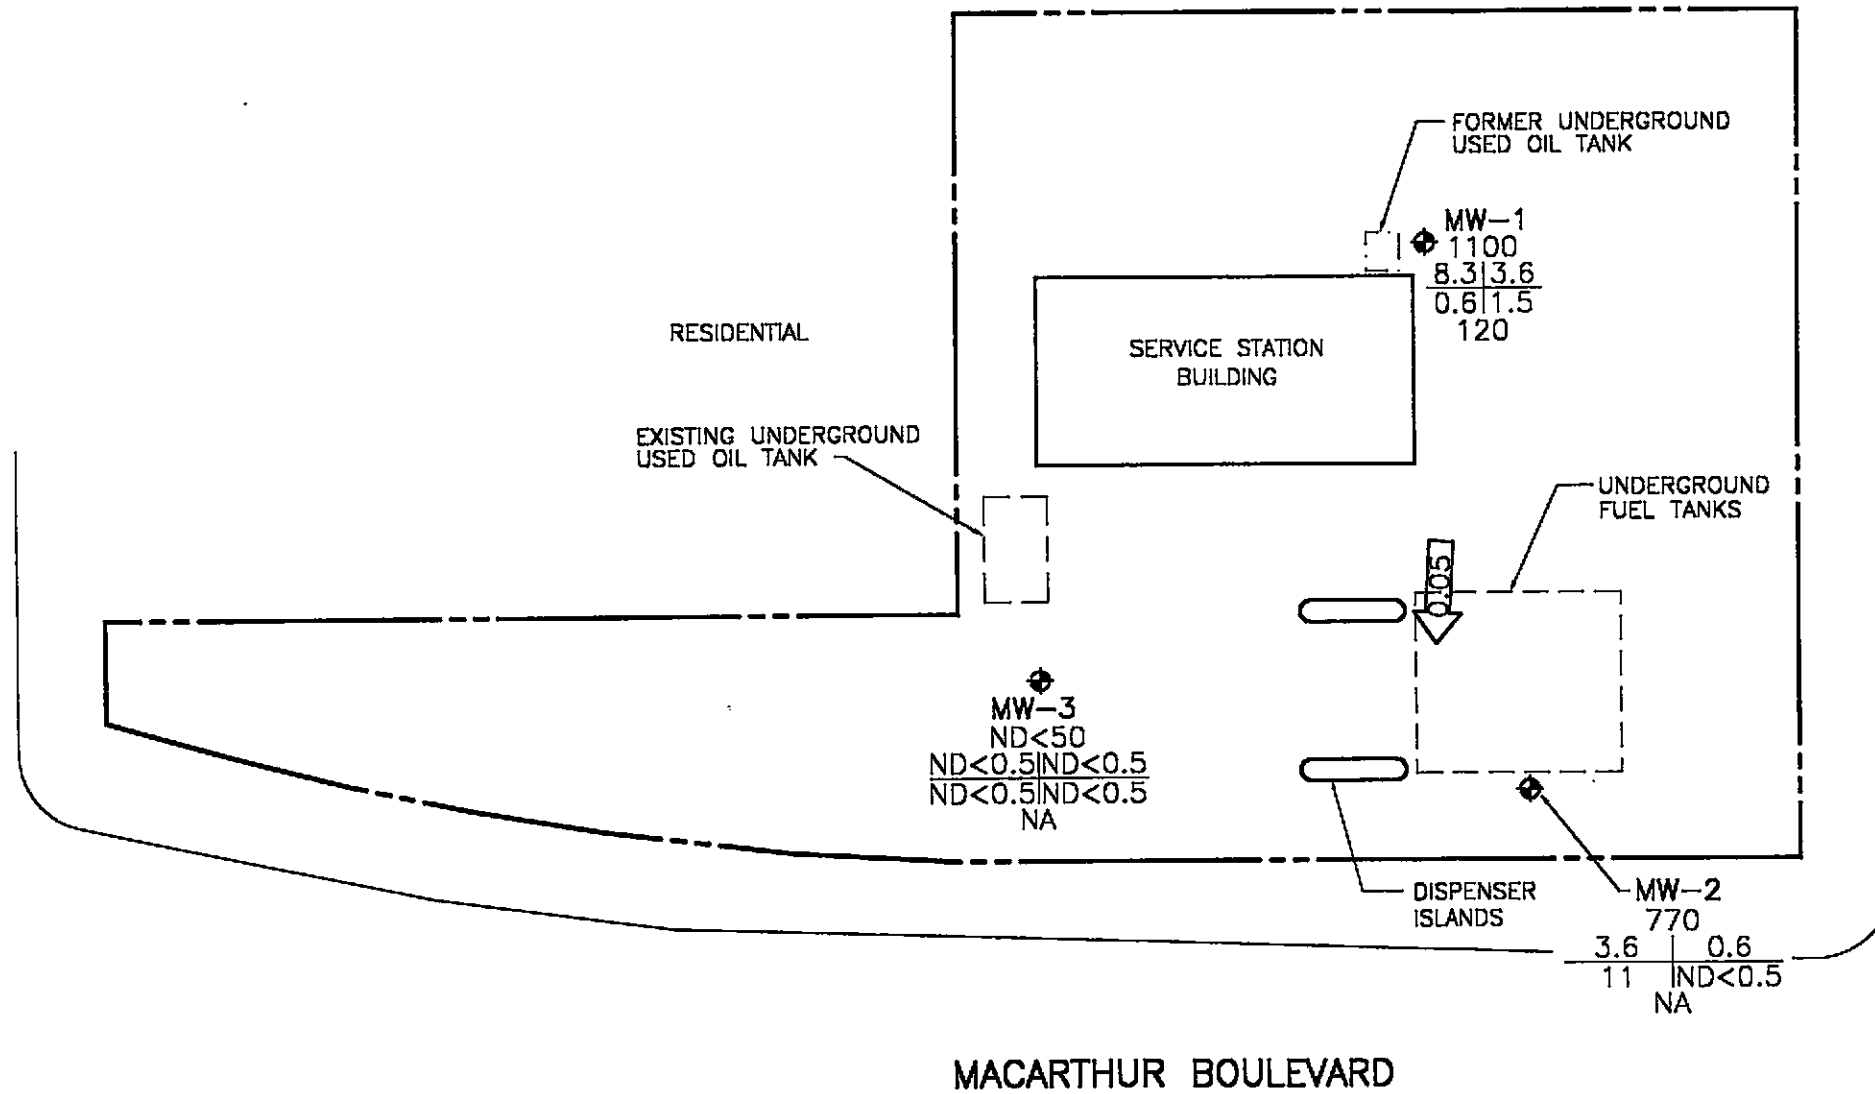 FORMER UNDERGROUND
USED OIL TANK
MW-1
1100
8.3|3.6
0.6|1.5
120
RESIDENTIAL
SERVICE STATION
BUILDING
EXISTING UNDERGROUND
USED OIL TANK
UNDERGROUND
FUEL TANKS
0.05
MW-3
ND<50
ND<0.5|ND<0.5
ND<0.5|ND<0.5
NA
DISPENSER
ISLANDS
MW-2
770
3.6 | 0.6
11 | ND<0.5
NA
MACARTHUR BOULEVARD